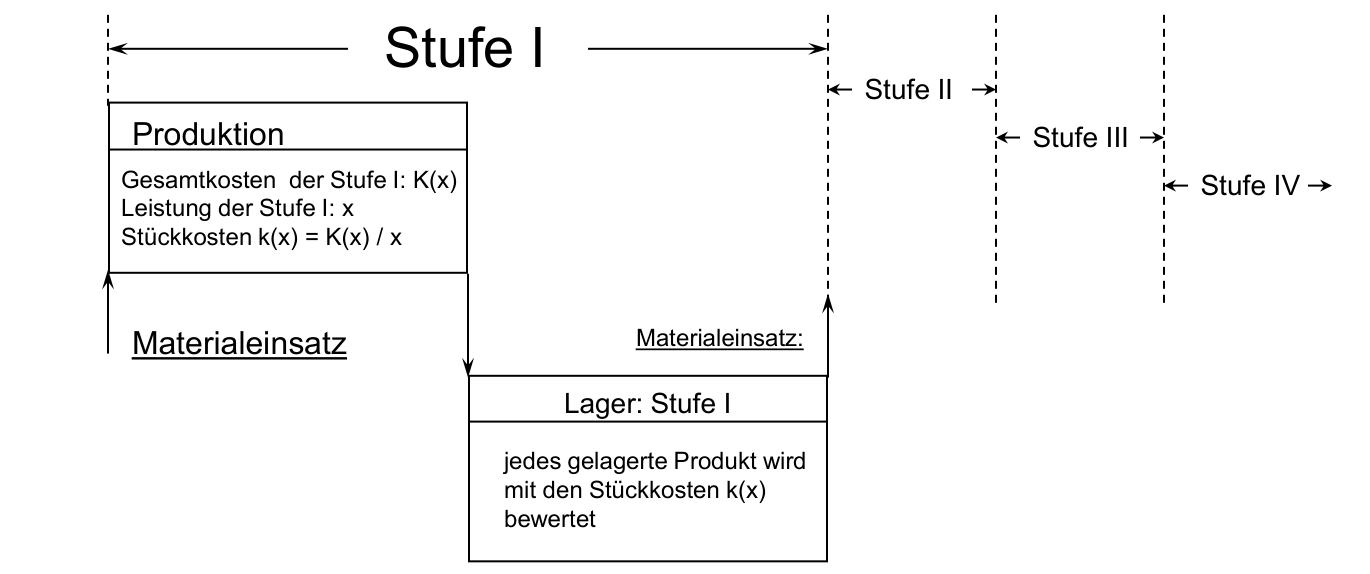 Stufe I
Stufe II
Stufe III
Stufe IV
Produktion
Gesamtkosten  der Stufe I: K(x)
Leistung der Stufe I: x
Stückkosten k(x) = K(x) / x
Materialeinsatz
Materialeinsatz:
Lager: Stufe I
jedes gelagerte Produkt wird
mit den Stückkosten k(x)
bewertet